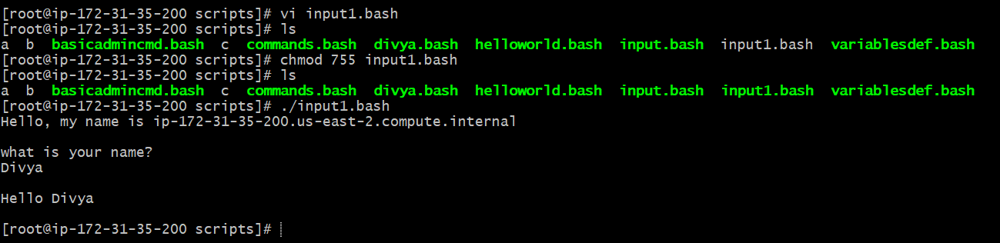 [root@ip-172-31-35-200 scripts]# vi input1.bash
[root@ip-172-31-35-200 scripts]# ls
a  b  basicadmincmd.bash  c  commands.bash  divya.bash  helloworld.bash  input.bash  input1.bash  variablesdef.bash
[root@ip-172-31-35-200 scripts]# chmod 755 input1.bash
[root@ip-172-31-35-200 scripts]# ls
a  b  basicadmincmd.bash  c  commands.bash  divya.bash  helloworld.bash  input.bash  input1.bash  variablesdef.bash
[root@ip-172-31-35-200 scripts]# ./input1.bash
Hello, my name is ip-172-31-35-200.us-east-2.compute.internal
what is your name?
Divya
Hello Divya
[root@ip-172-31-35-200 scripts]#